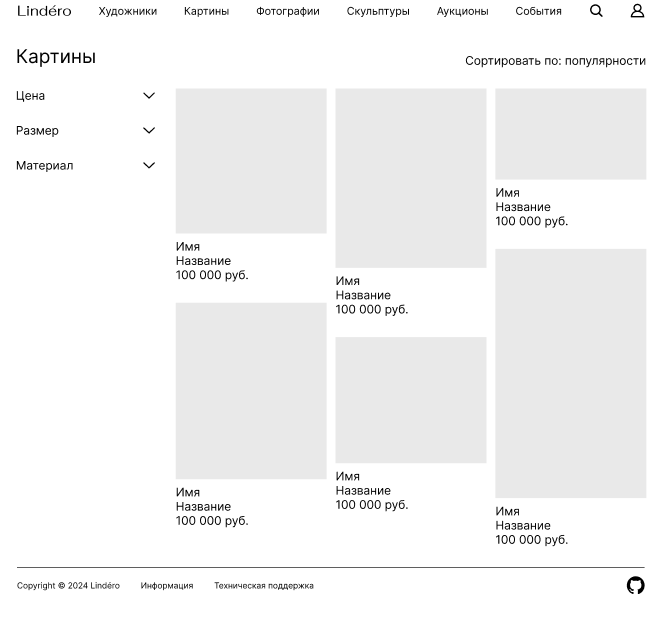 Lindéro Художники Картины Фотографии Скульптуры Аукционы События
Картины
Сортировать по: популярности
Цена
Размер
Материал
Имя
Название
100 000 руб.
Имя
Название
100 000 руб.
Имя
Название
100 000 руб.
Имя
Название
100 000 руб.
Имя
Название
100 000 руб.
Имя
Название
100 000 руб.
Copyright © 2024 Lindéro Информация Техническая поддержка